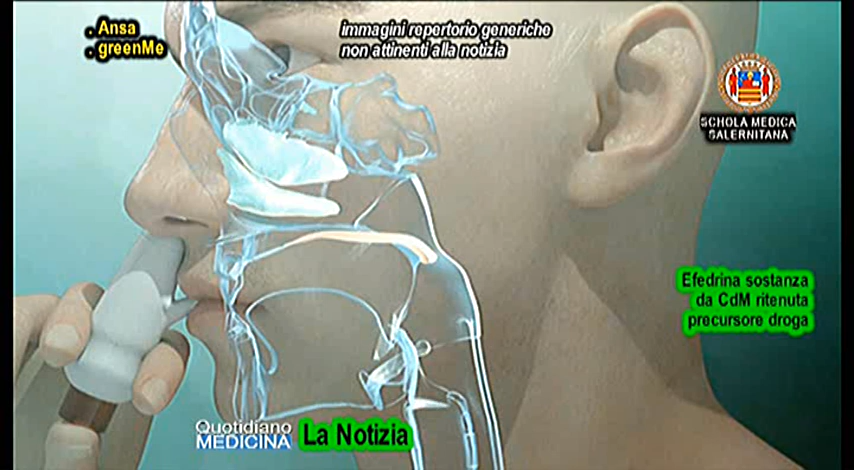 . Ansa
. greenMe
immagini repertorio generiche
non attinenti alla notizia
SCHOLA MEDICA
SALERNITANA
Efedrina sostanza
da CdM ritenuta
precursore droga
Quotidiano
MEDICINA
La Notizia